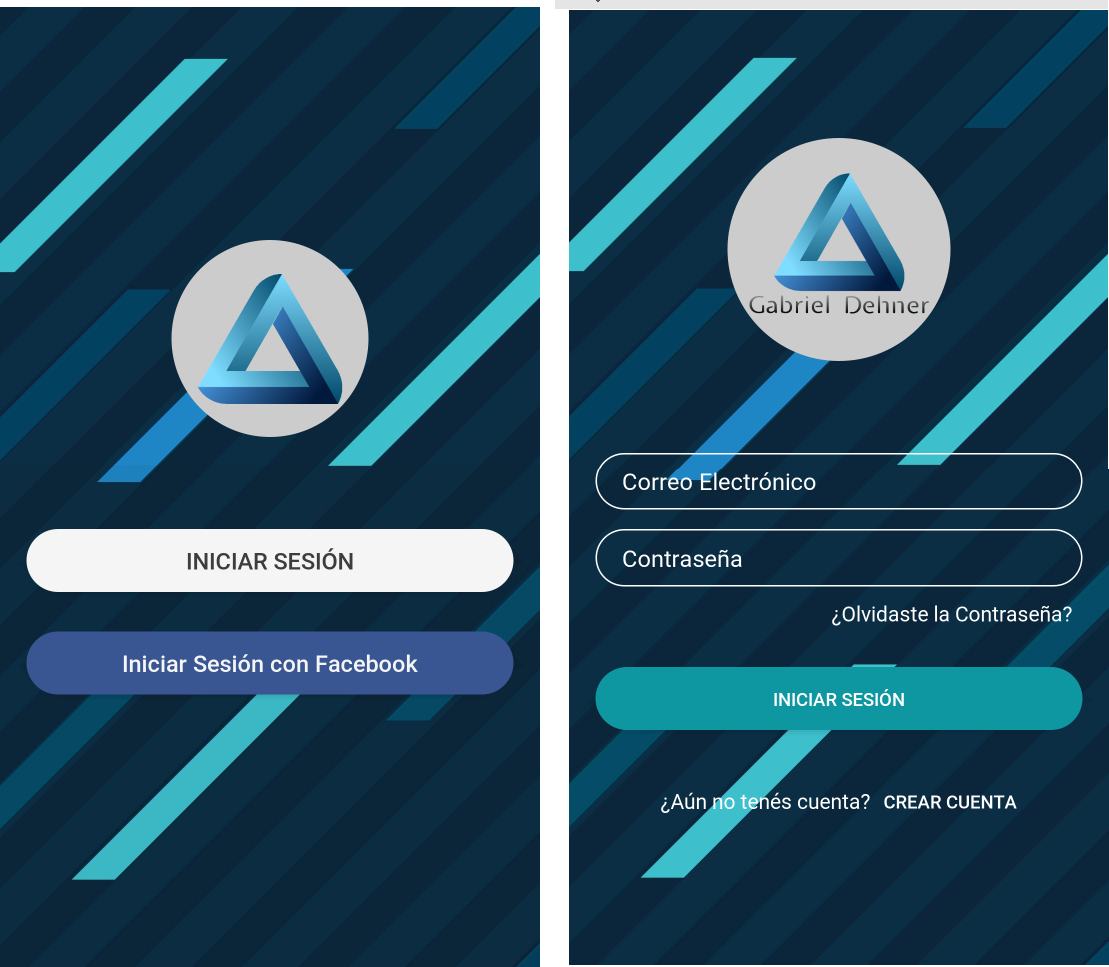 INICIAR SESIÓN
Iniciar Sesión con Facebook
Gabriel Dehner
Correo Electrónico
Contraseña
¿Olvidaste la Contraseña?
INICIAR SESIÓN
¿Aún no tenés cuenta? CREAR CUENTA